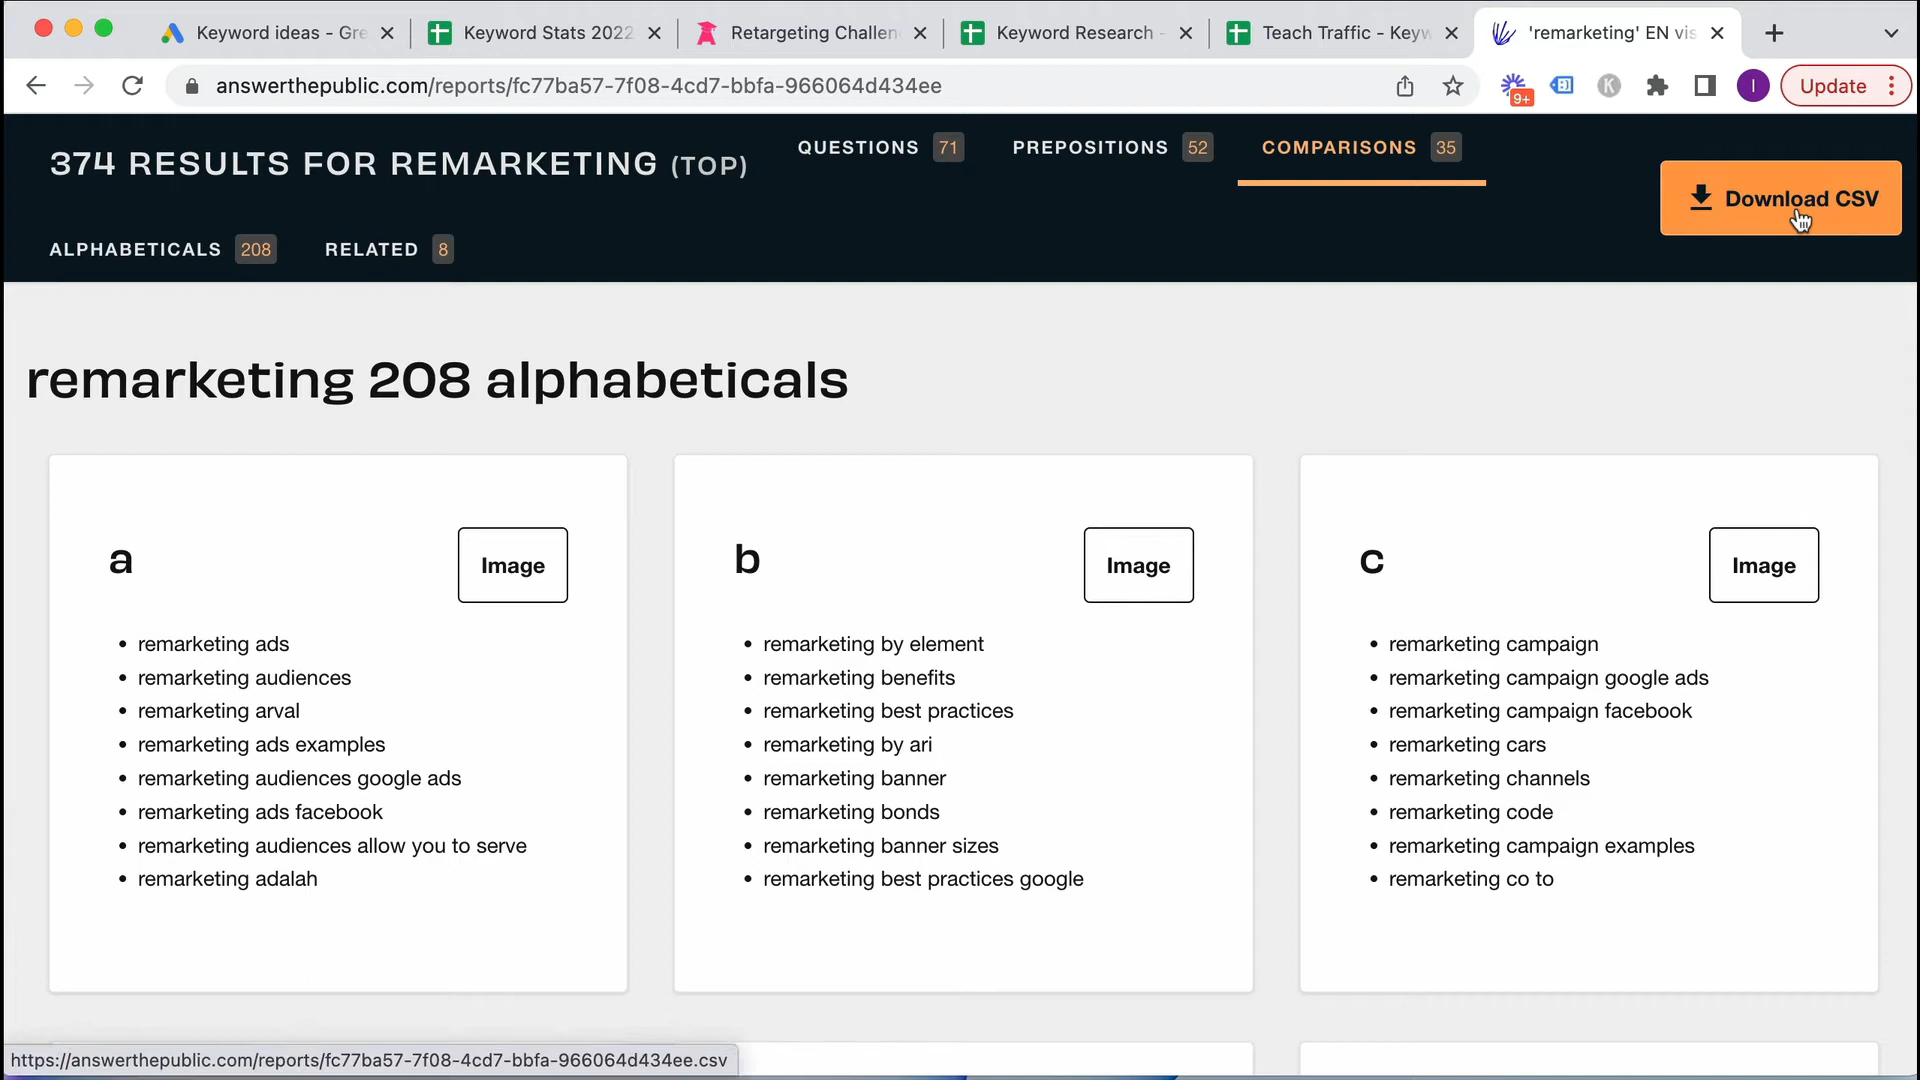 Keyword ideas - Gre
Keyword Stats 2022
Retargeting Challen
Keyword Research -
Teach Traffic - Keyw
'remarketing' EN vis
answerthepublic.com/reports/fc77ba57-7f08-4cd7-bbfa-966064d434ee
9+
K
I
Update
374 RESULTS FOR REMARKETING (TOP)
QUESTIONS 71
PREPOSITIONS 52
COMPARISONS 35
Download CSV
ALPHABETICALS 208
RELATED 8
remarketing 208 alphabeticals
a
Image
remarketing ads
remarketing audiences
remarketing arval
remarketing ads examples
remarketing audiences google ads
remarketing ads facebook
remarketing audiences allow you to serve
remarketing adalah
b
Image
remarketing by element
remarketing benefits
remarketing best practices
remarketing by ari
remarketing banner
remarketing bonds
remarketing banner sizes
remarketing best practices google
c
Image
remarketing campaign
remarketing campaign google ads
remarketing campaign facebook
remarketing cars
remarketing channels
remarketing code
remarketing campaign examples
remarketing co to
https://answerthepublic.com/reports/fc77ba57-7f08-4cd7-bbfa-966064d434ee.csv